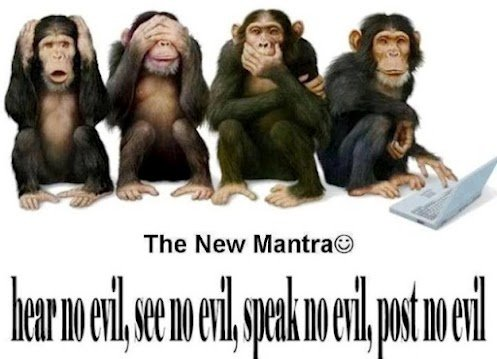 The New Mantra☺
hear no evil, see no evil, speak no evil, post no evil